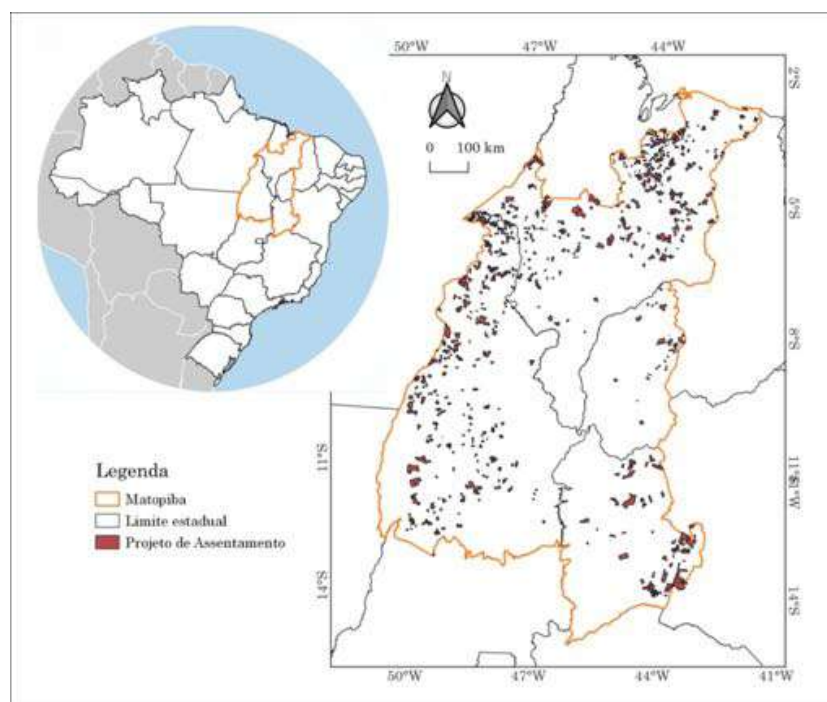 50°W 47°W 44°W
2°S
N
0 100 km
5°S
8°S
11°S
11°S
Legenda
Matopiba
Limite estadual
Projeto de Assentamento
14°S
14°S
50°W 47°W 44°W 41°W